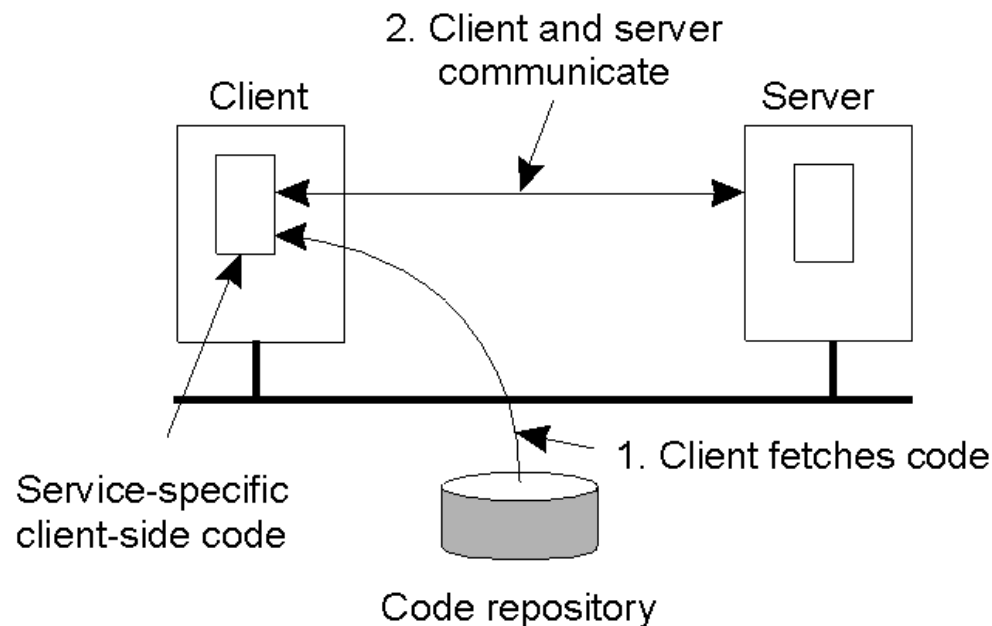 2. Client and server
communicate
Client
Server
1. Client fetches code
Service-specific
client-side code
Code repository